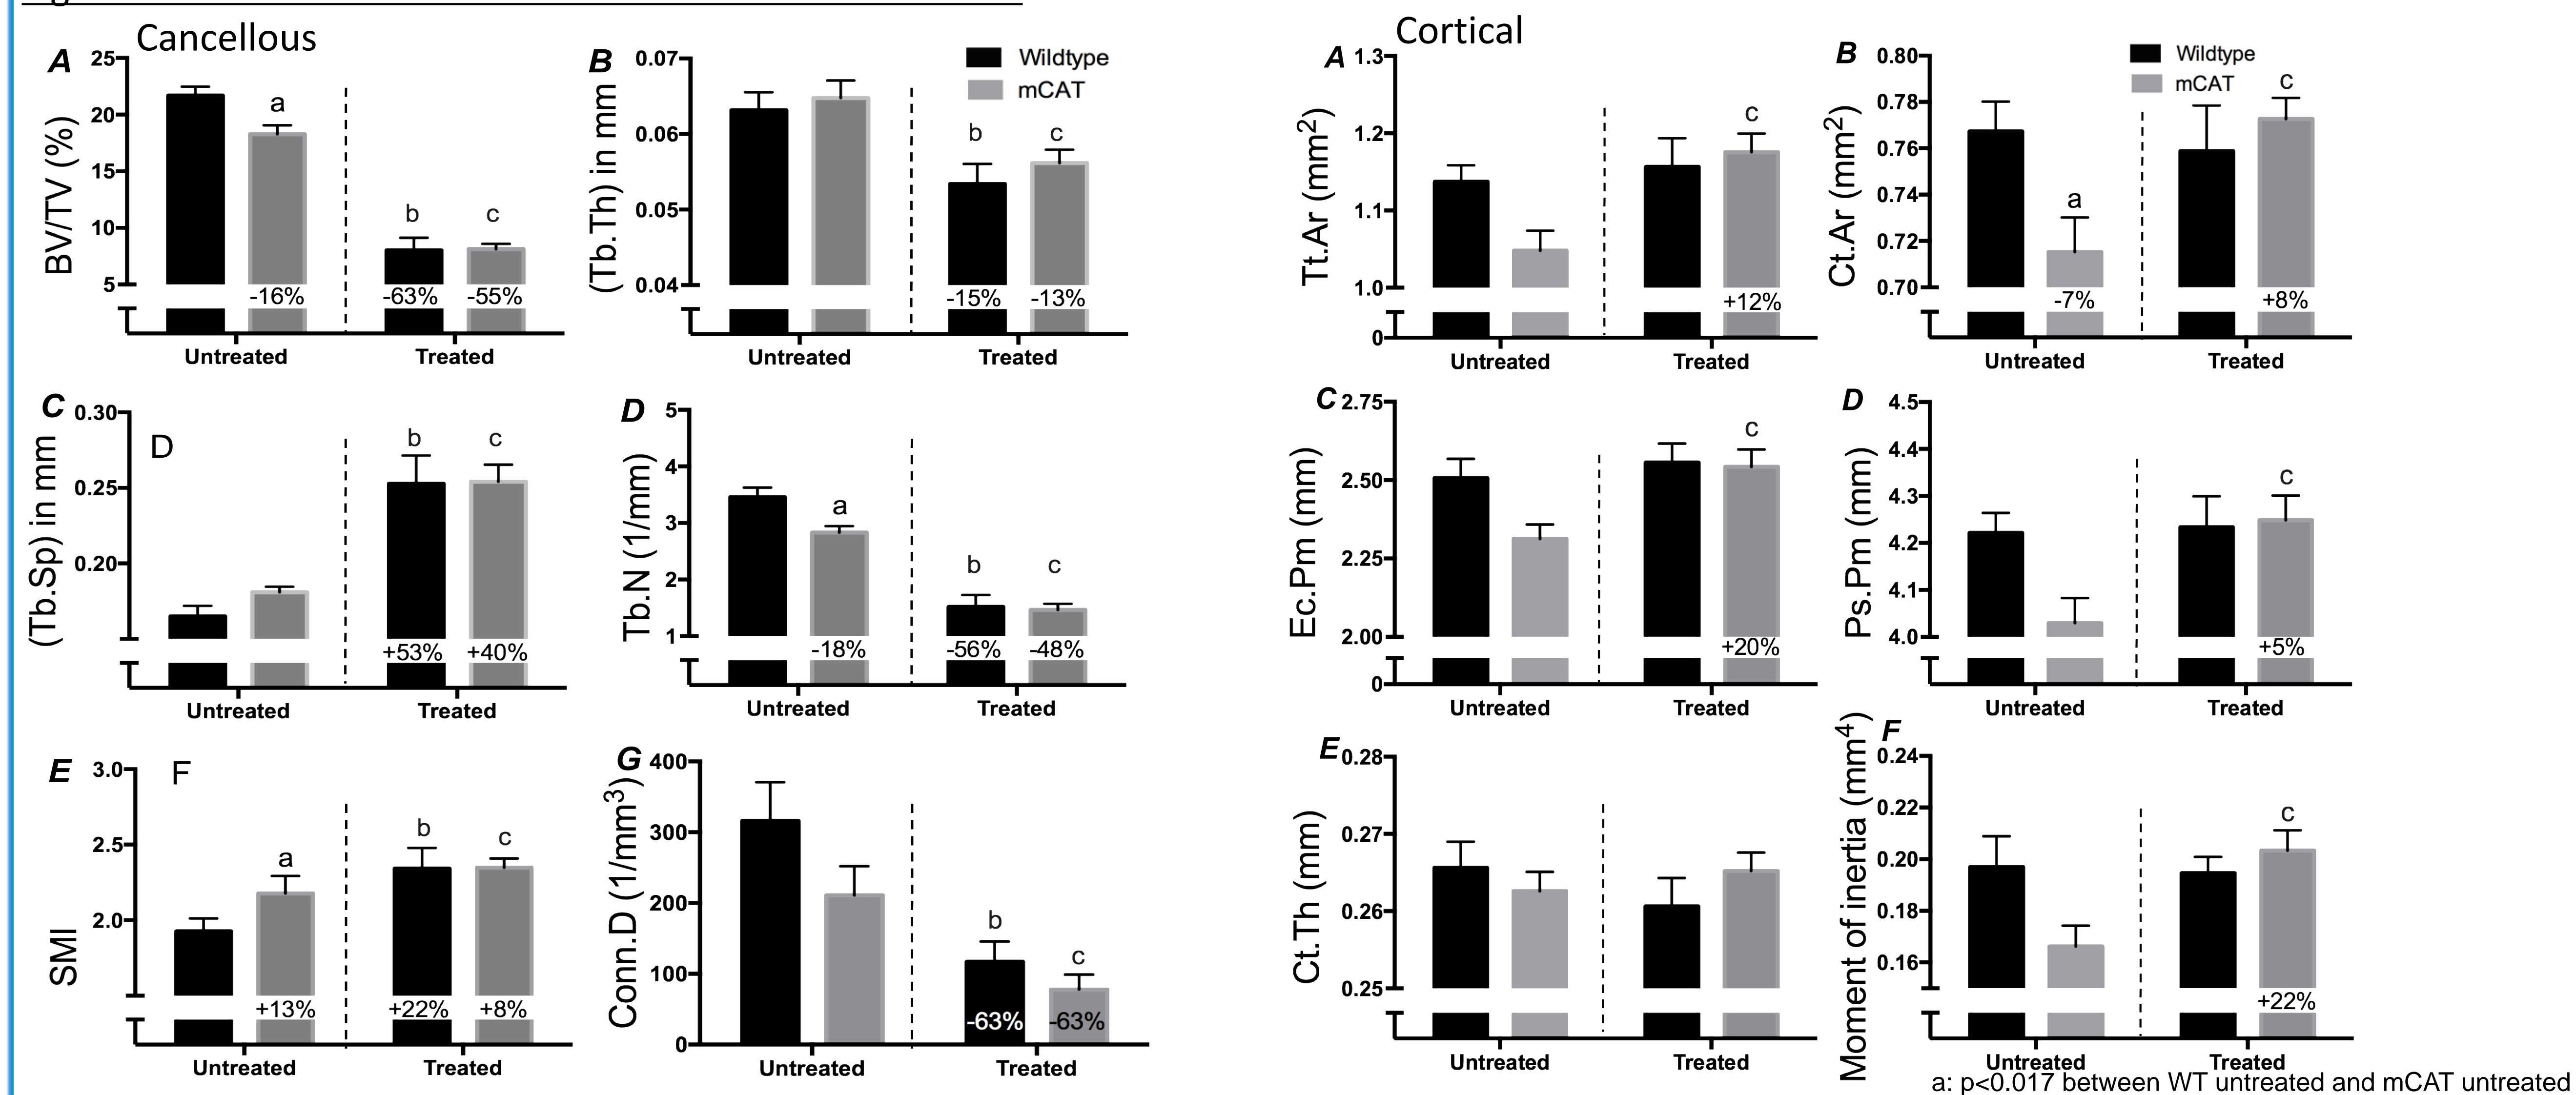 Cancellous
A
BV/TV (%)
25
20
15
10
5
a
b
c
-16%
-63%
-55%
Untreated
Treated
B
(Tb.Th) in mm
0.07
0.06
0.05
0.04
Wildtype
mCAT
b
c
-15%
-13%
Untreated
Treated
C
D
(Tb.Sp) in mm
0.30
0.25
0.20
b
c
+53%
+40%
Untreated
Treated
D
Tb.N (1/mm)
5
4
3
2
1
a
b
c
-18%
-56%
-48%
Untreated
Treated
E
F
SMI
3.0
2.5
2.0
a
b
c
+13%
+22%
+8%
Untreated
Treated
G
Conn.D (1/mm3)
400
300
200
100
0
b
c
-63%
-63%
Untreated
Treated
Cortical
A
Tt.Ar (mm2)
1.3
1.2
1.1
1.0
0
c
+12%
Untreated
Treated
B
Ct.Ar (mm2)
0.80
0.78
0.76
0.74
0.72
0.70
Wildtype
mCAT
a
c
-7%
+8%
Untreated
Treated
C
Ec.Pm (mm)
2.75
2.50
2.25
2.00
0
c
+20%
Untreated
Treated
D
Ps.Pm (mm)
4.5
4.4
4.3
4.2
4.1
4.0
c
+5%
Untreated
Treated
E
Ct.Th (mm)
0.28
0.27
0.26
0.25
Untreated
Treated
F
Moment of inertia (mm4)
0.24
0.22
0.20
0.18
0.16
c
+22%
Untreated
Treated
a: p<0.017 between WT untreated and mCAT untreated